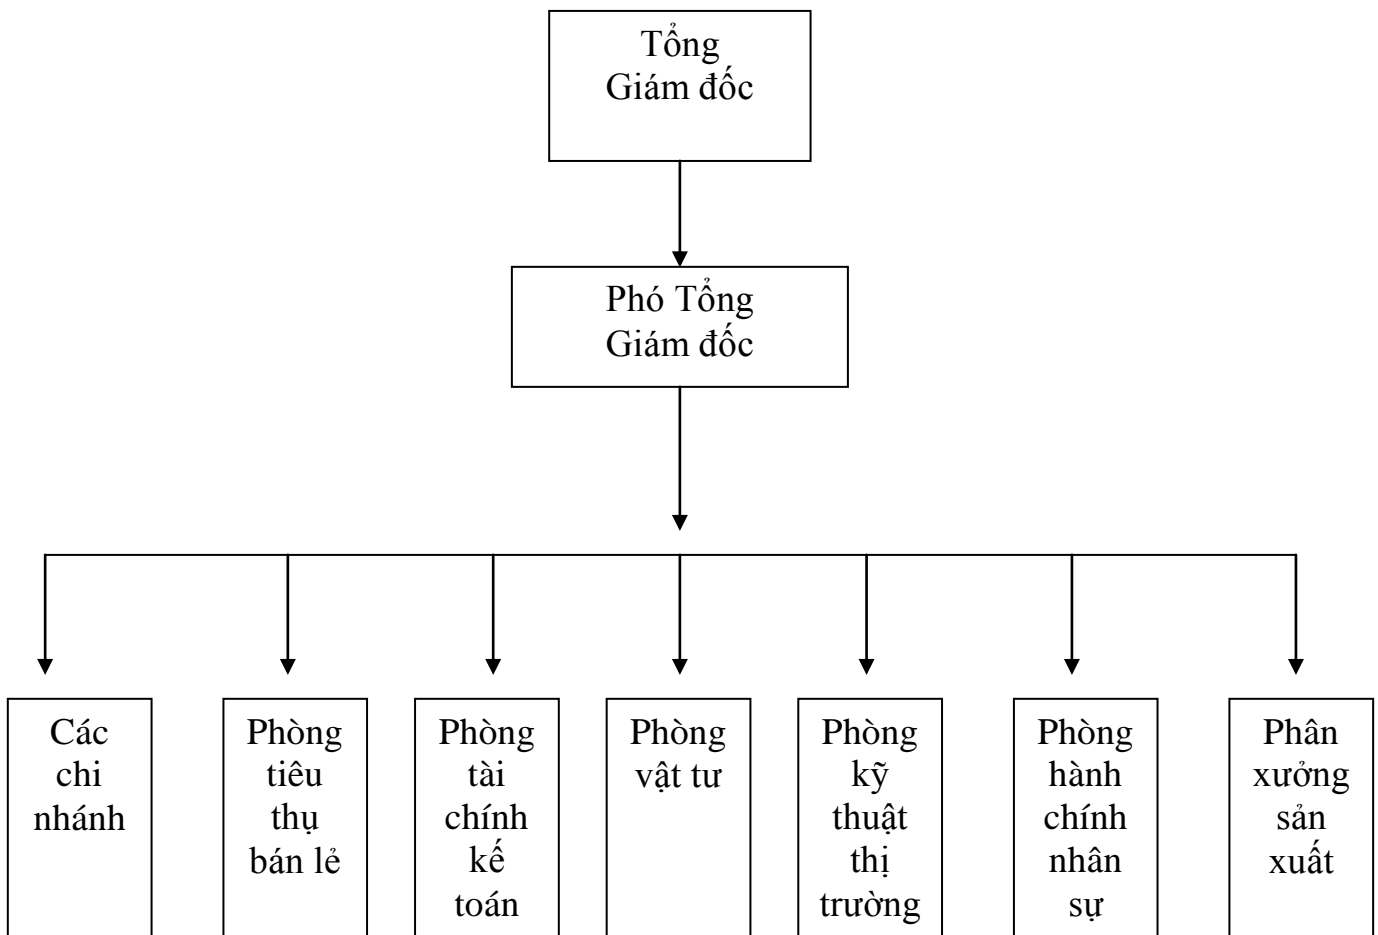 Tổng
Giám đốc
Phó Tổng
Giám đốc
Các
chi
nhánh
Phòng
tiêu
thụ
bán lẻ
Phòng
tài
chính
kế
toán
Phòng
vật tư
Phòng
kỹ
thuật
thị
trường
Phòng
hành
chính
nhân
sự
Phân
xưởng
sản
xuất